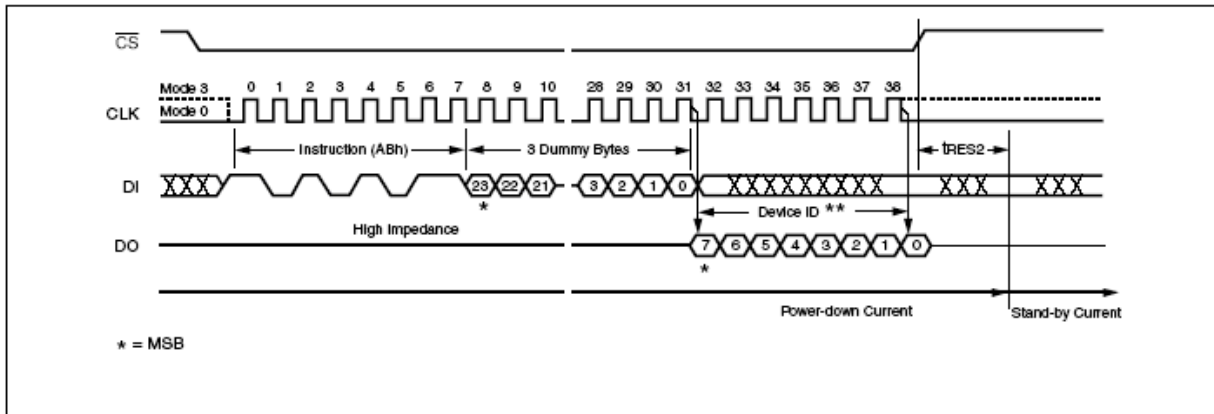 CS
Mode 3
0 1 2 3 4 5 6 7 8 9 10 28 29 30 31 32 33 34 35 36 37 38
CLK
Mode 0
Instruction (ABh) 3 Dummy Bytes tRES2
DI 23 22 21 3 2 1 0
* Device ID **
High Impedance
DO 7 6 5 4 3 2 1 0
*
Power-down Current Stand-by Current
* = MSB